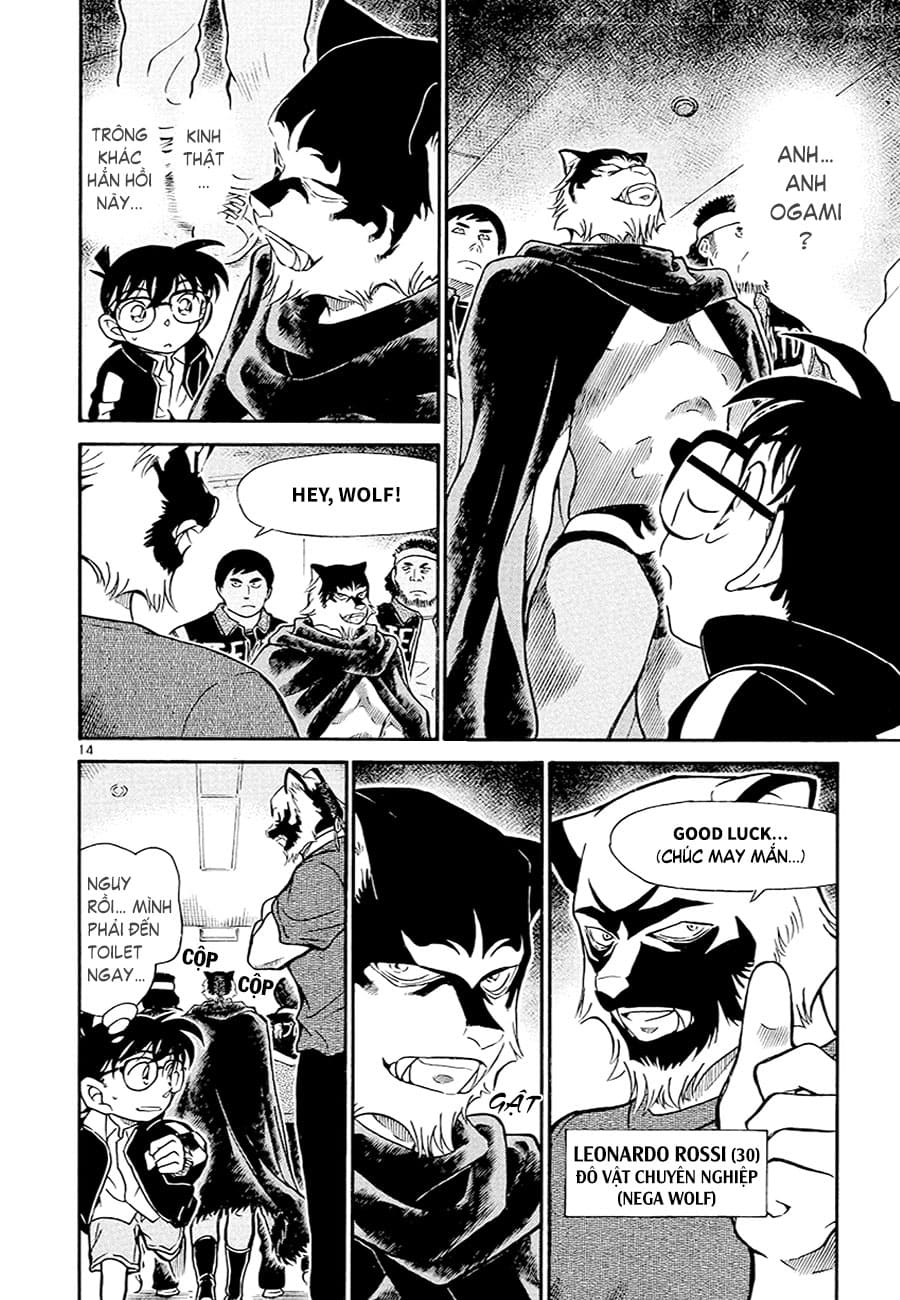 ANH...
ANH
OGAMI
?
KINH
THẬT
...
TRÔNG
KHÁC
HẲN HỒI
NÀY...
HEY, WOLF!
14
GOOD LUCK...
(CHÚC MAY MẮN...)
LEONARDO ROSSI (30)
ĐÔ VẬT CHUYÊN NGHIỆP
(NEGA WOLF)
GẬT
NGUY
RỒI... MÌNH
PHẢI ĐẾN
TOILET
NGAY...
CỘP
CỘP